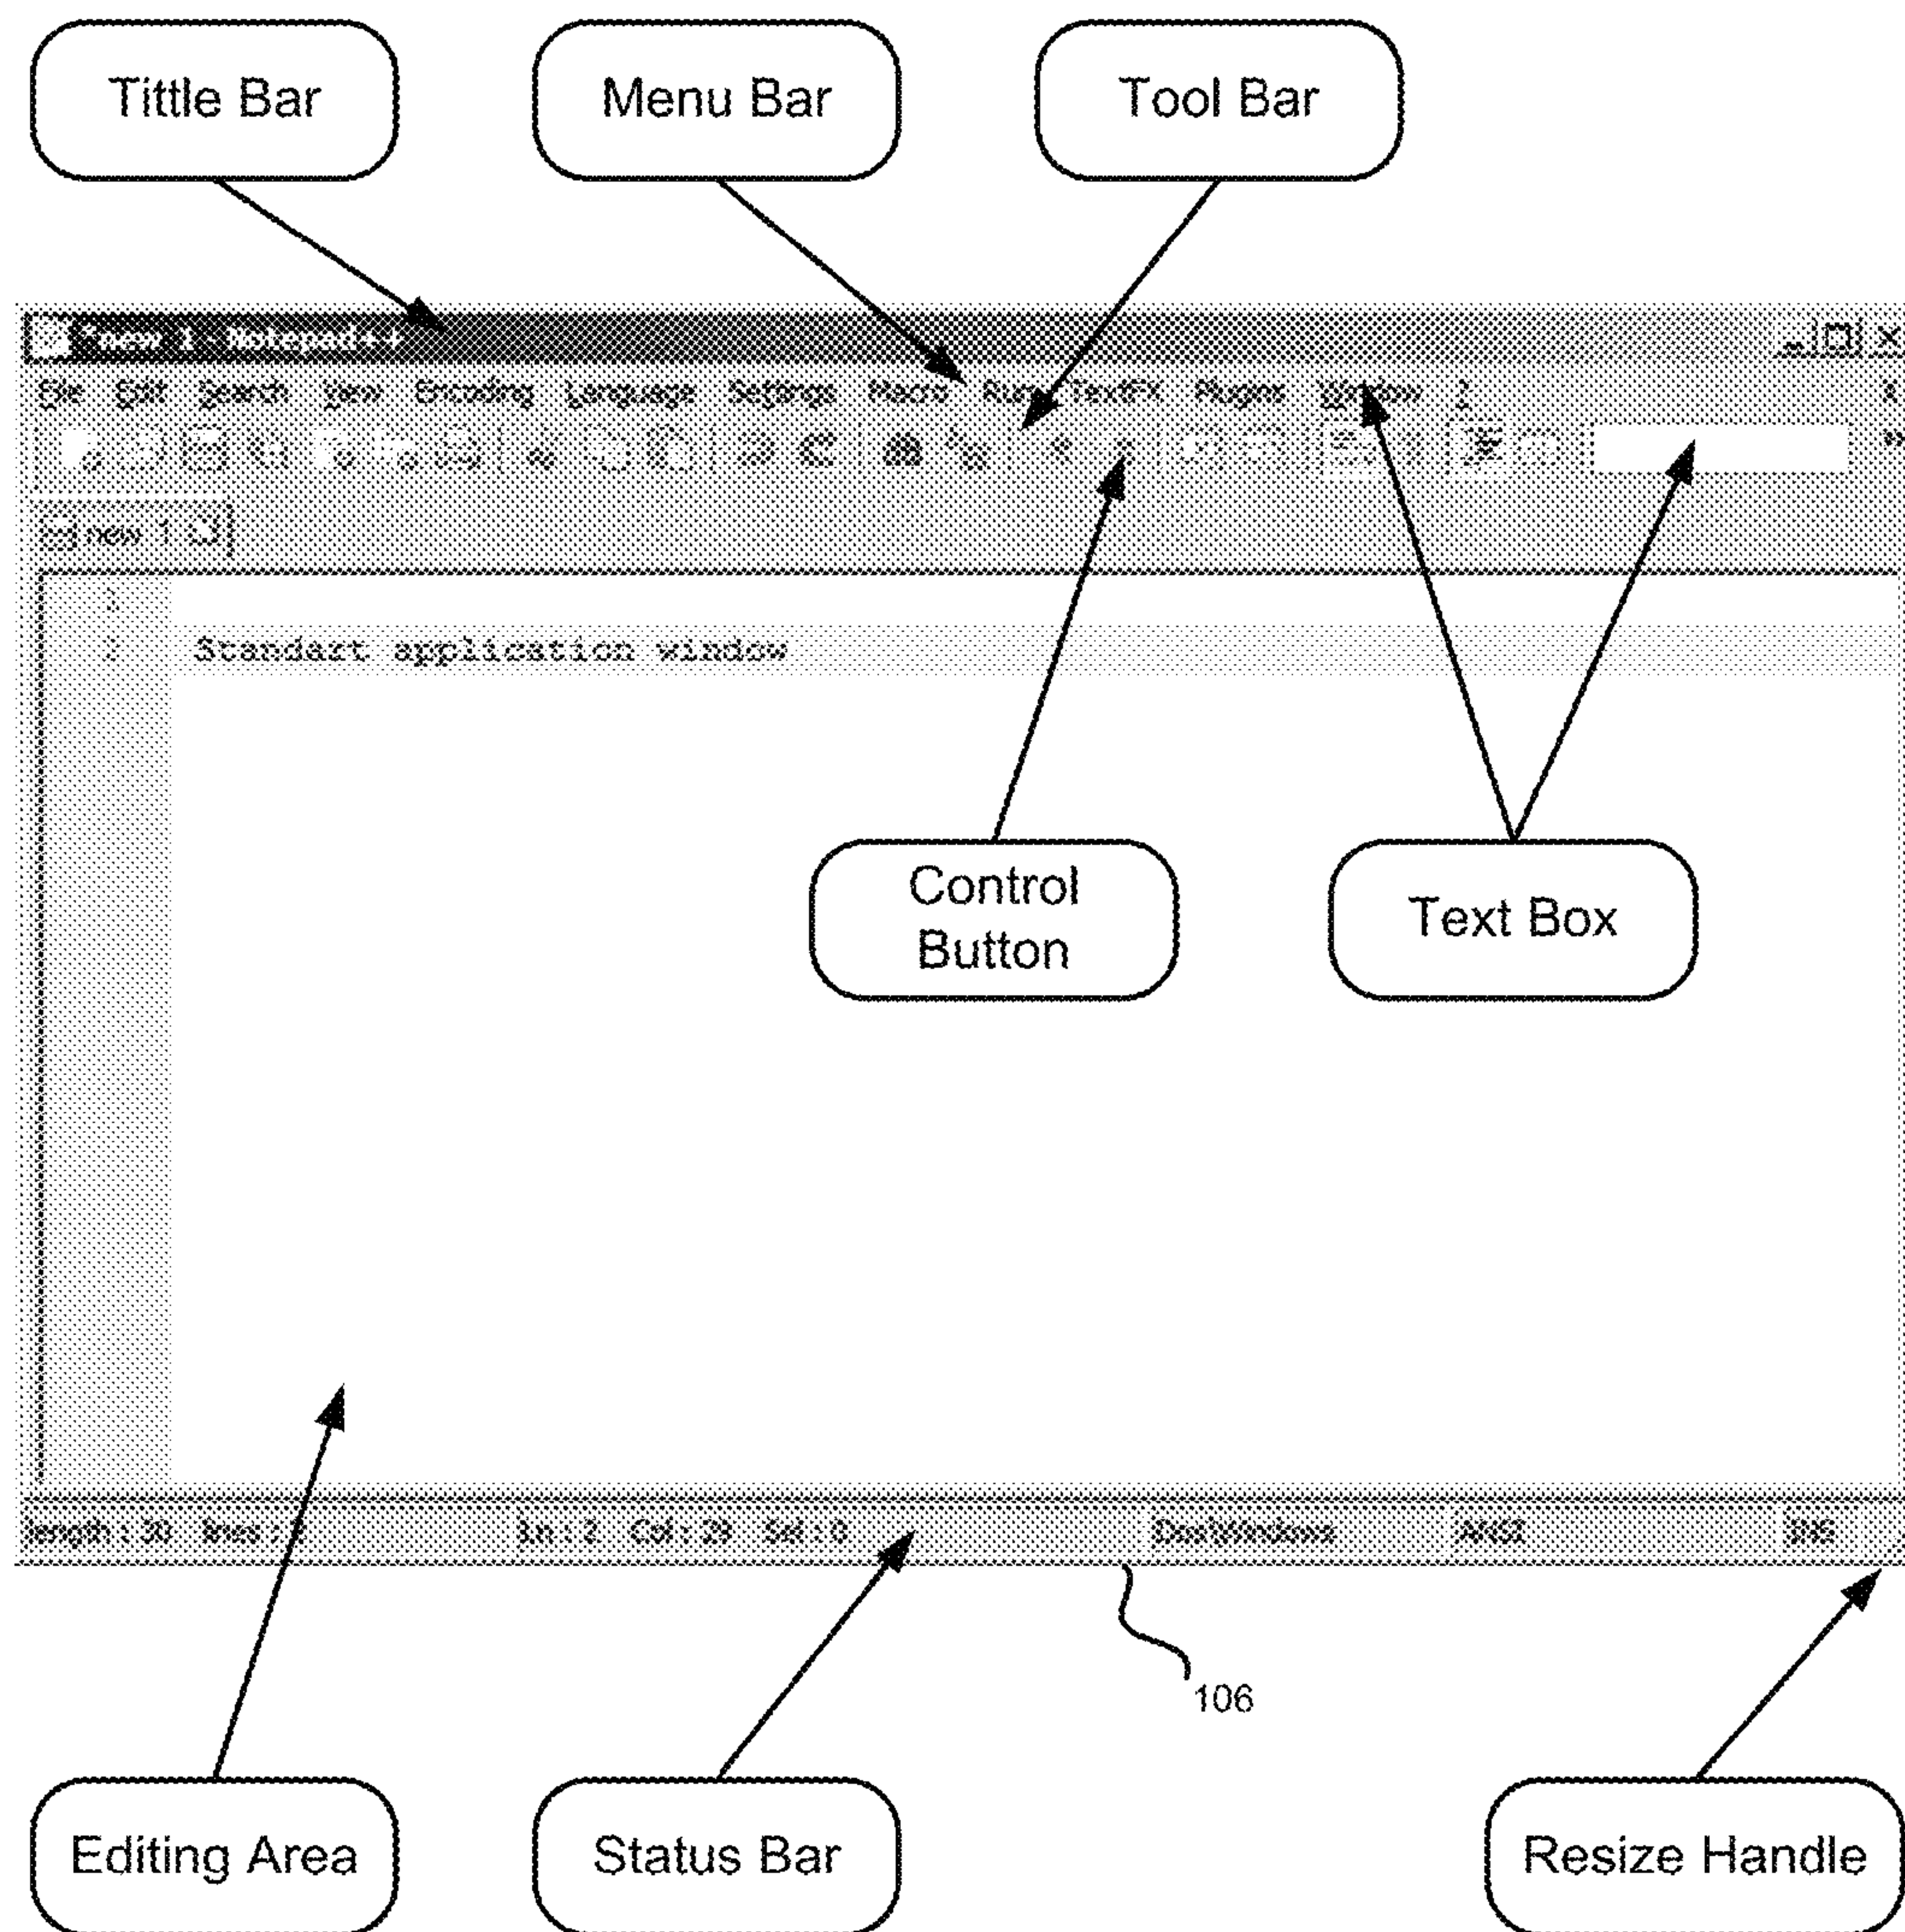 Tittle Bar
Menu Bar
Tool Bar
*new 1 - Notepad++
File Edit Search View Encoding Language Settings Macro Run TextFX Plugins Window ?
new 1
1
2 Standart application window
Control
Button
Text Box
length : 30 lines : Ln : 2 Col : 29 Sel : 0 Dos\Windows ANSI INS
106
Editing Area
Status Bar
Resize Handle